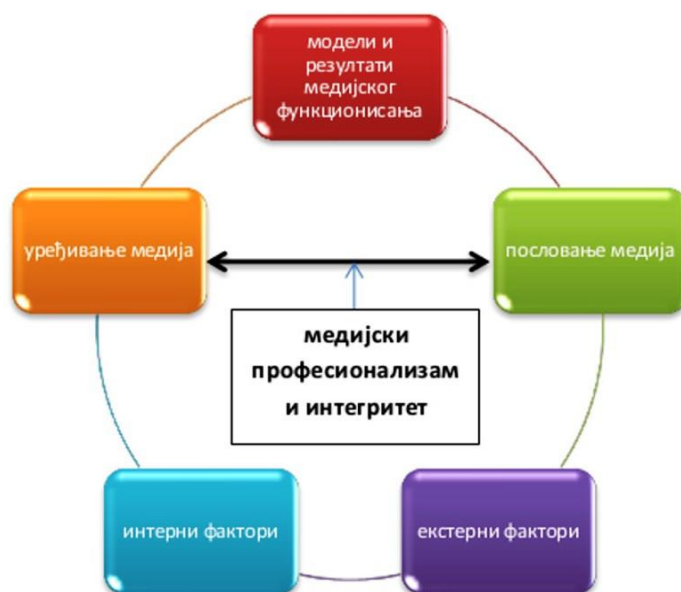 модели и
резултати
медијског
функционисања
уређивање медија
пословање медија
медијски
професионализам
и интегритет
интерни фактори
екстерни фактори